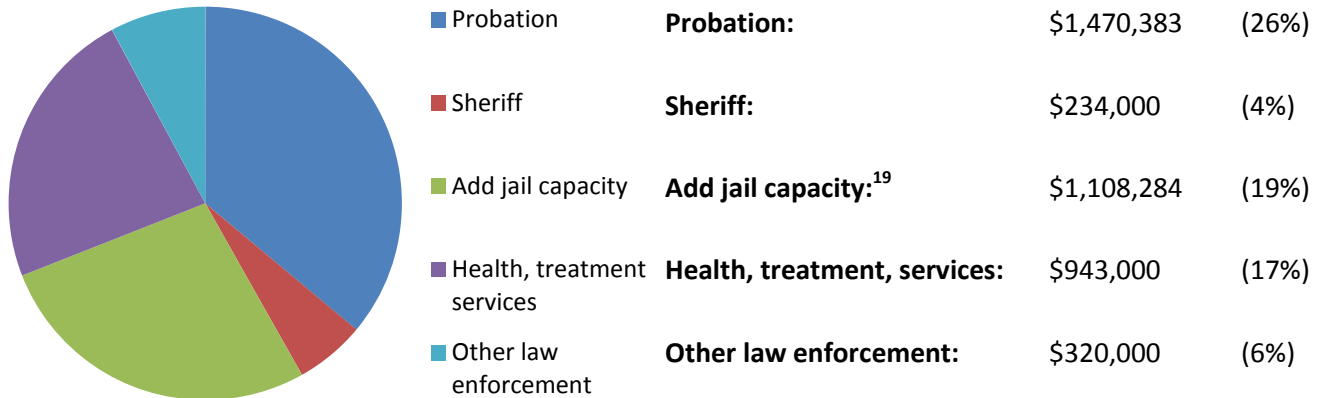 Probation Probation: $1,470,383 (26%)
Sheriff Sheriff: $234,000 (4%)
Add jail capacity Add jail capacity:19 $1,108,284 (19%)
Health, treatment services Health, treatment, services: $943,000 (17%)
Other law enforcement Other law enforcement: $320,000 (6%)